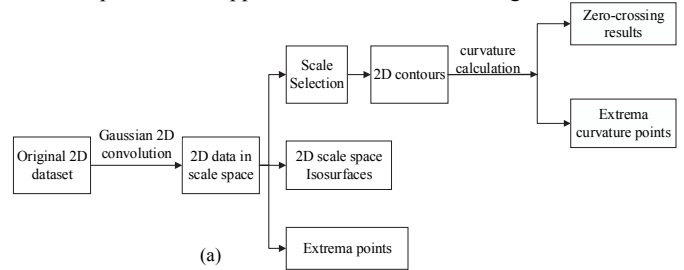 Zero-crossing
results
Scale
Selection
2D contours
curvature
calculation
Extrema
curvature points
Original 2D
dataset
Gaussian 2D
convolution
2D data in
scale space
2D scale space
Isosurfaces
Extrema points
(a)